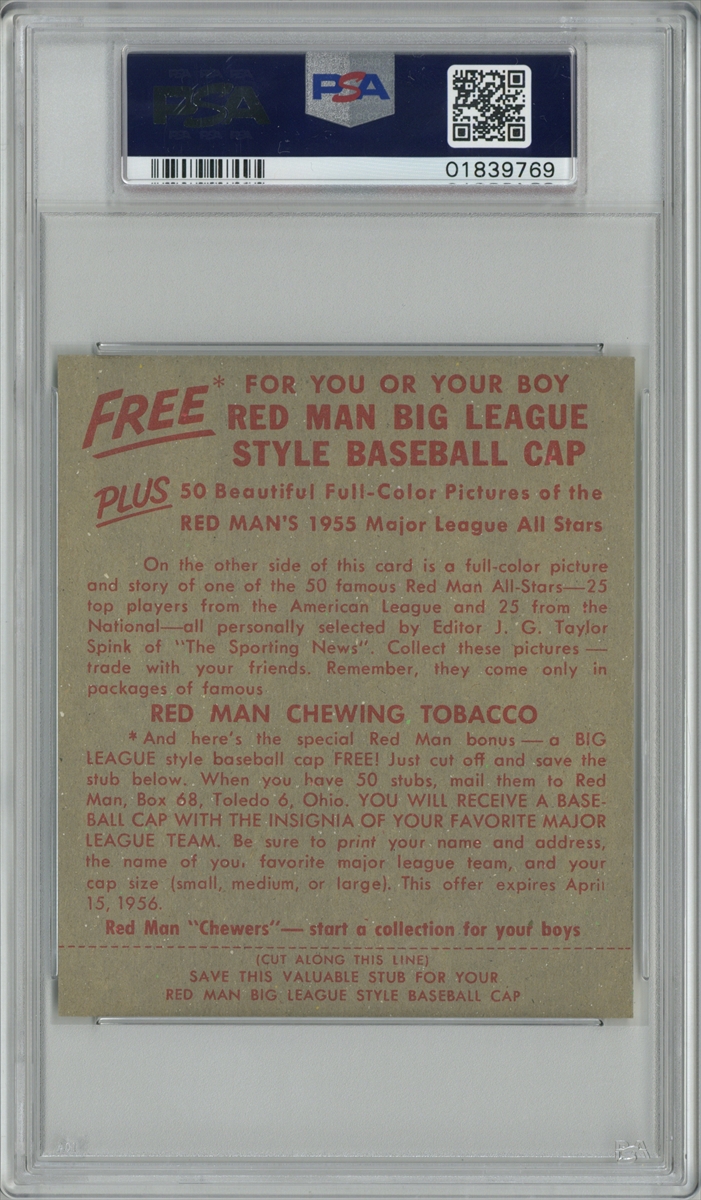 PSA
PSA
01839769
FREE* FOR YOU OR YOUR BOY
RED MAN BIG LEAGUE
STYLE BASEBALL CAP
PLUS 50 Beautiful Full-Color Pictures of the
RED MAN'S 1955 Major League All Stars
On the other side of this card is a full-color picture
and story of one of the 50 famous Red Man All-Stars—25
top players from the American League and 25 from the
National—all personally selected by Editor J. G. Taylor
Spink of "The Sporting News". Collect these pictures —
trade with your friends. Remember, they come only in
packages of famous
RED MAN CHEWING TOBACCO
*And here's the special Red Man bonus — a BIG
LEAGUE style baseball cap FREE! Just cut off and save the
stub below. When you have 50 stubs, mail them to Red
Man, Box 68, Toledo 6, Ohio. YOU WILL RECEIVE A BASE-
BALL CAP WITH THE INSIGNIA OF YOUR FAVORITE MAJOR
LEAGUE TEAM. Be sure to print your name and address,
the name of you, favorite major league team, and your
cap size (small, medium, or large). This offer expires April
15, 1956.
Red Man "Chewers"— start a collection for your boys
(CUT ALONG THIS LINE)
SAVE THIS VALUABLE STUB FOR YOUR
RED MAN BIG LEAGUE STYLE BASEBALL CAP
PSA